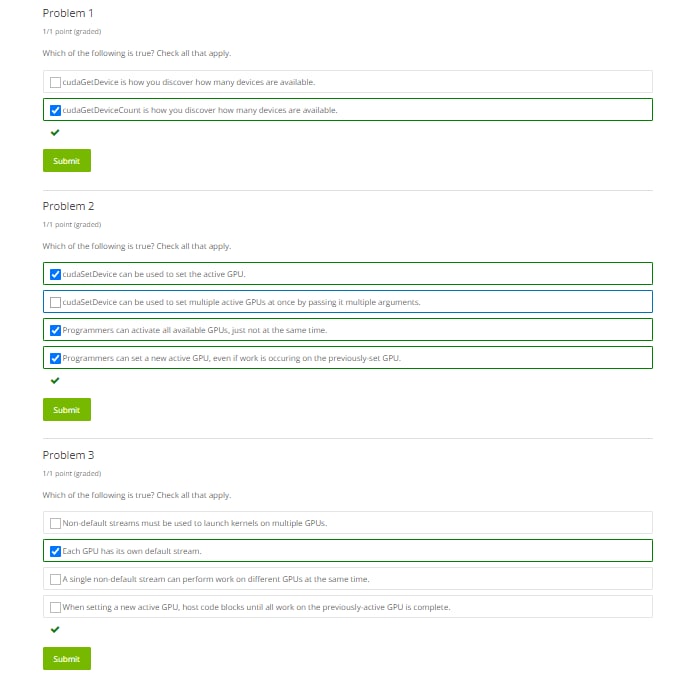 Problem 1
1/1 point (graded)
Which of the following is true? Check all that apply.
cudaGetDevice is how you discover how many devices are available.
cudaGetDeviceCount is how you discover how many devices are available.
Submit
Problem 2
1/1 point (graded)
Which of the following is true? Check all that apply.
cudaSetDevice can be used to set the active GPU.
cudaSetDevice can be used to set multiple active GPUs at once by passing it multiple arguments.
Programmers can activate all available GPUs, just not at the same time.
Programmers can set a new active GPU, even if work is occuring on the previously-set GPU.
Submit
Problem 3
1/1 point (graded)
Which of the following is true? Check all that apply.
Non-default streams must be used to launch kernels on multiple GPUs.
Each GPU has its own default stream.
A single non-default stream can perform work on different GPUs at the same time.
When setting a new active GPU, host code blocks until all work on the previously-active GPU is complete.
Submit